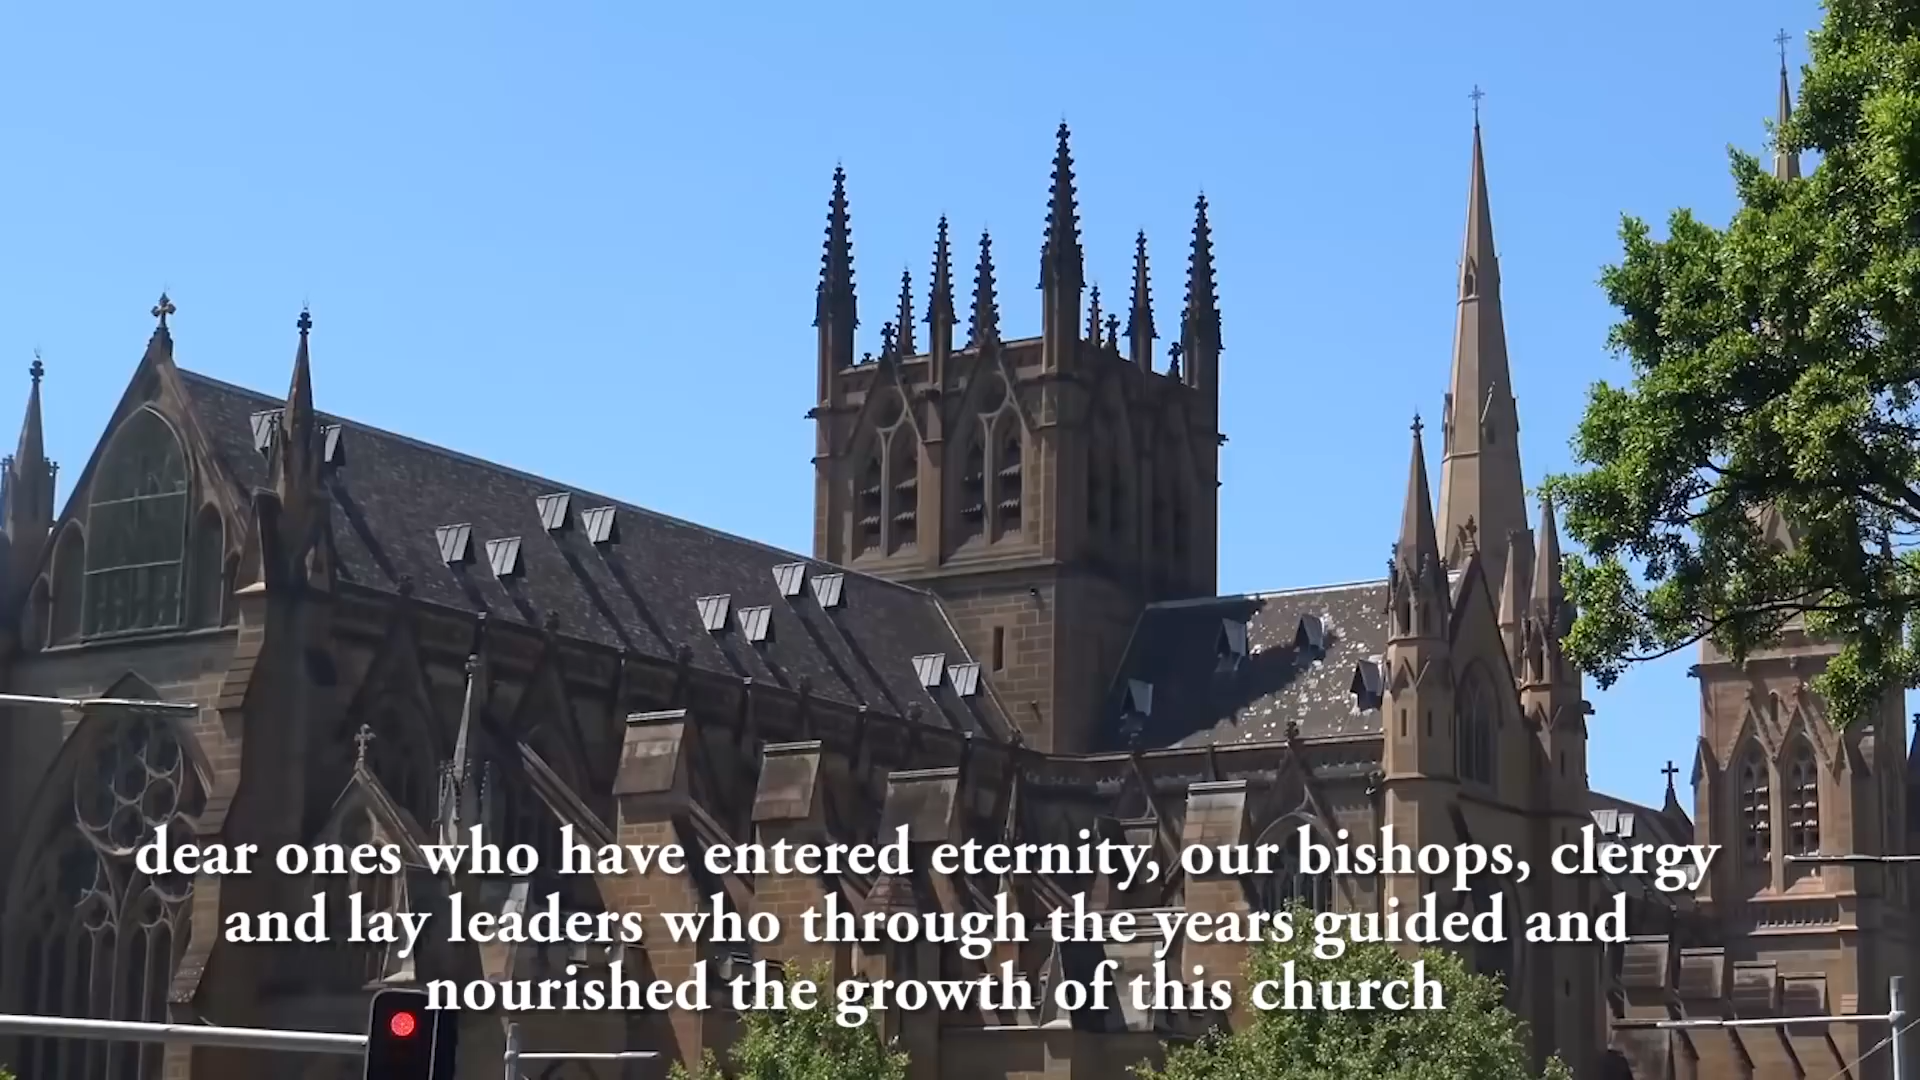 dear ones who have entered eternity, our bishops, clergy
and lay leaders who through the years guided and
nourished the growth of this church